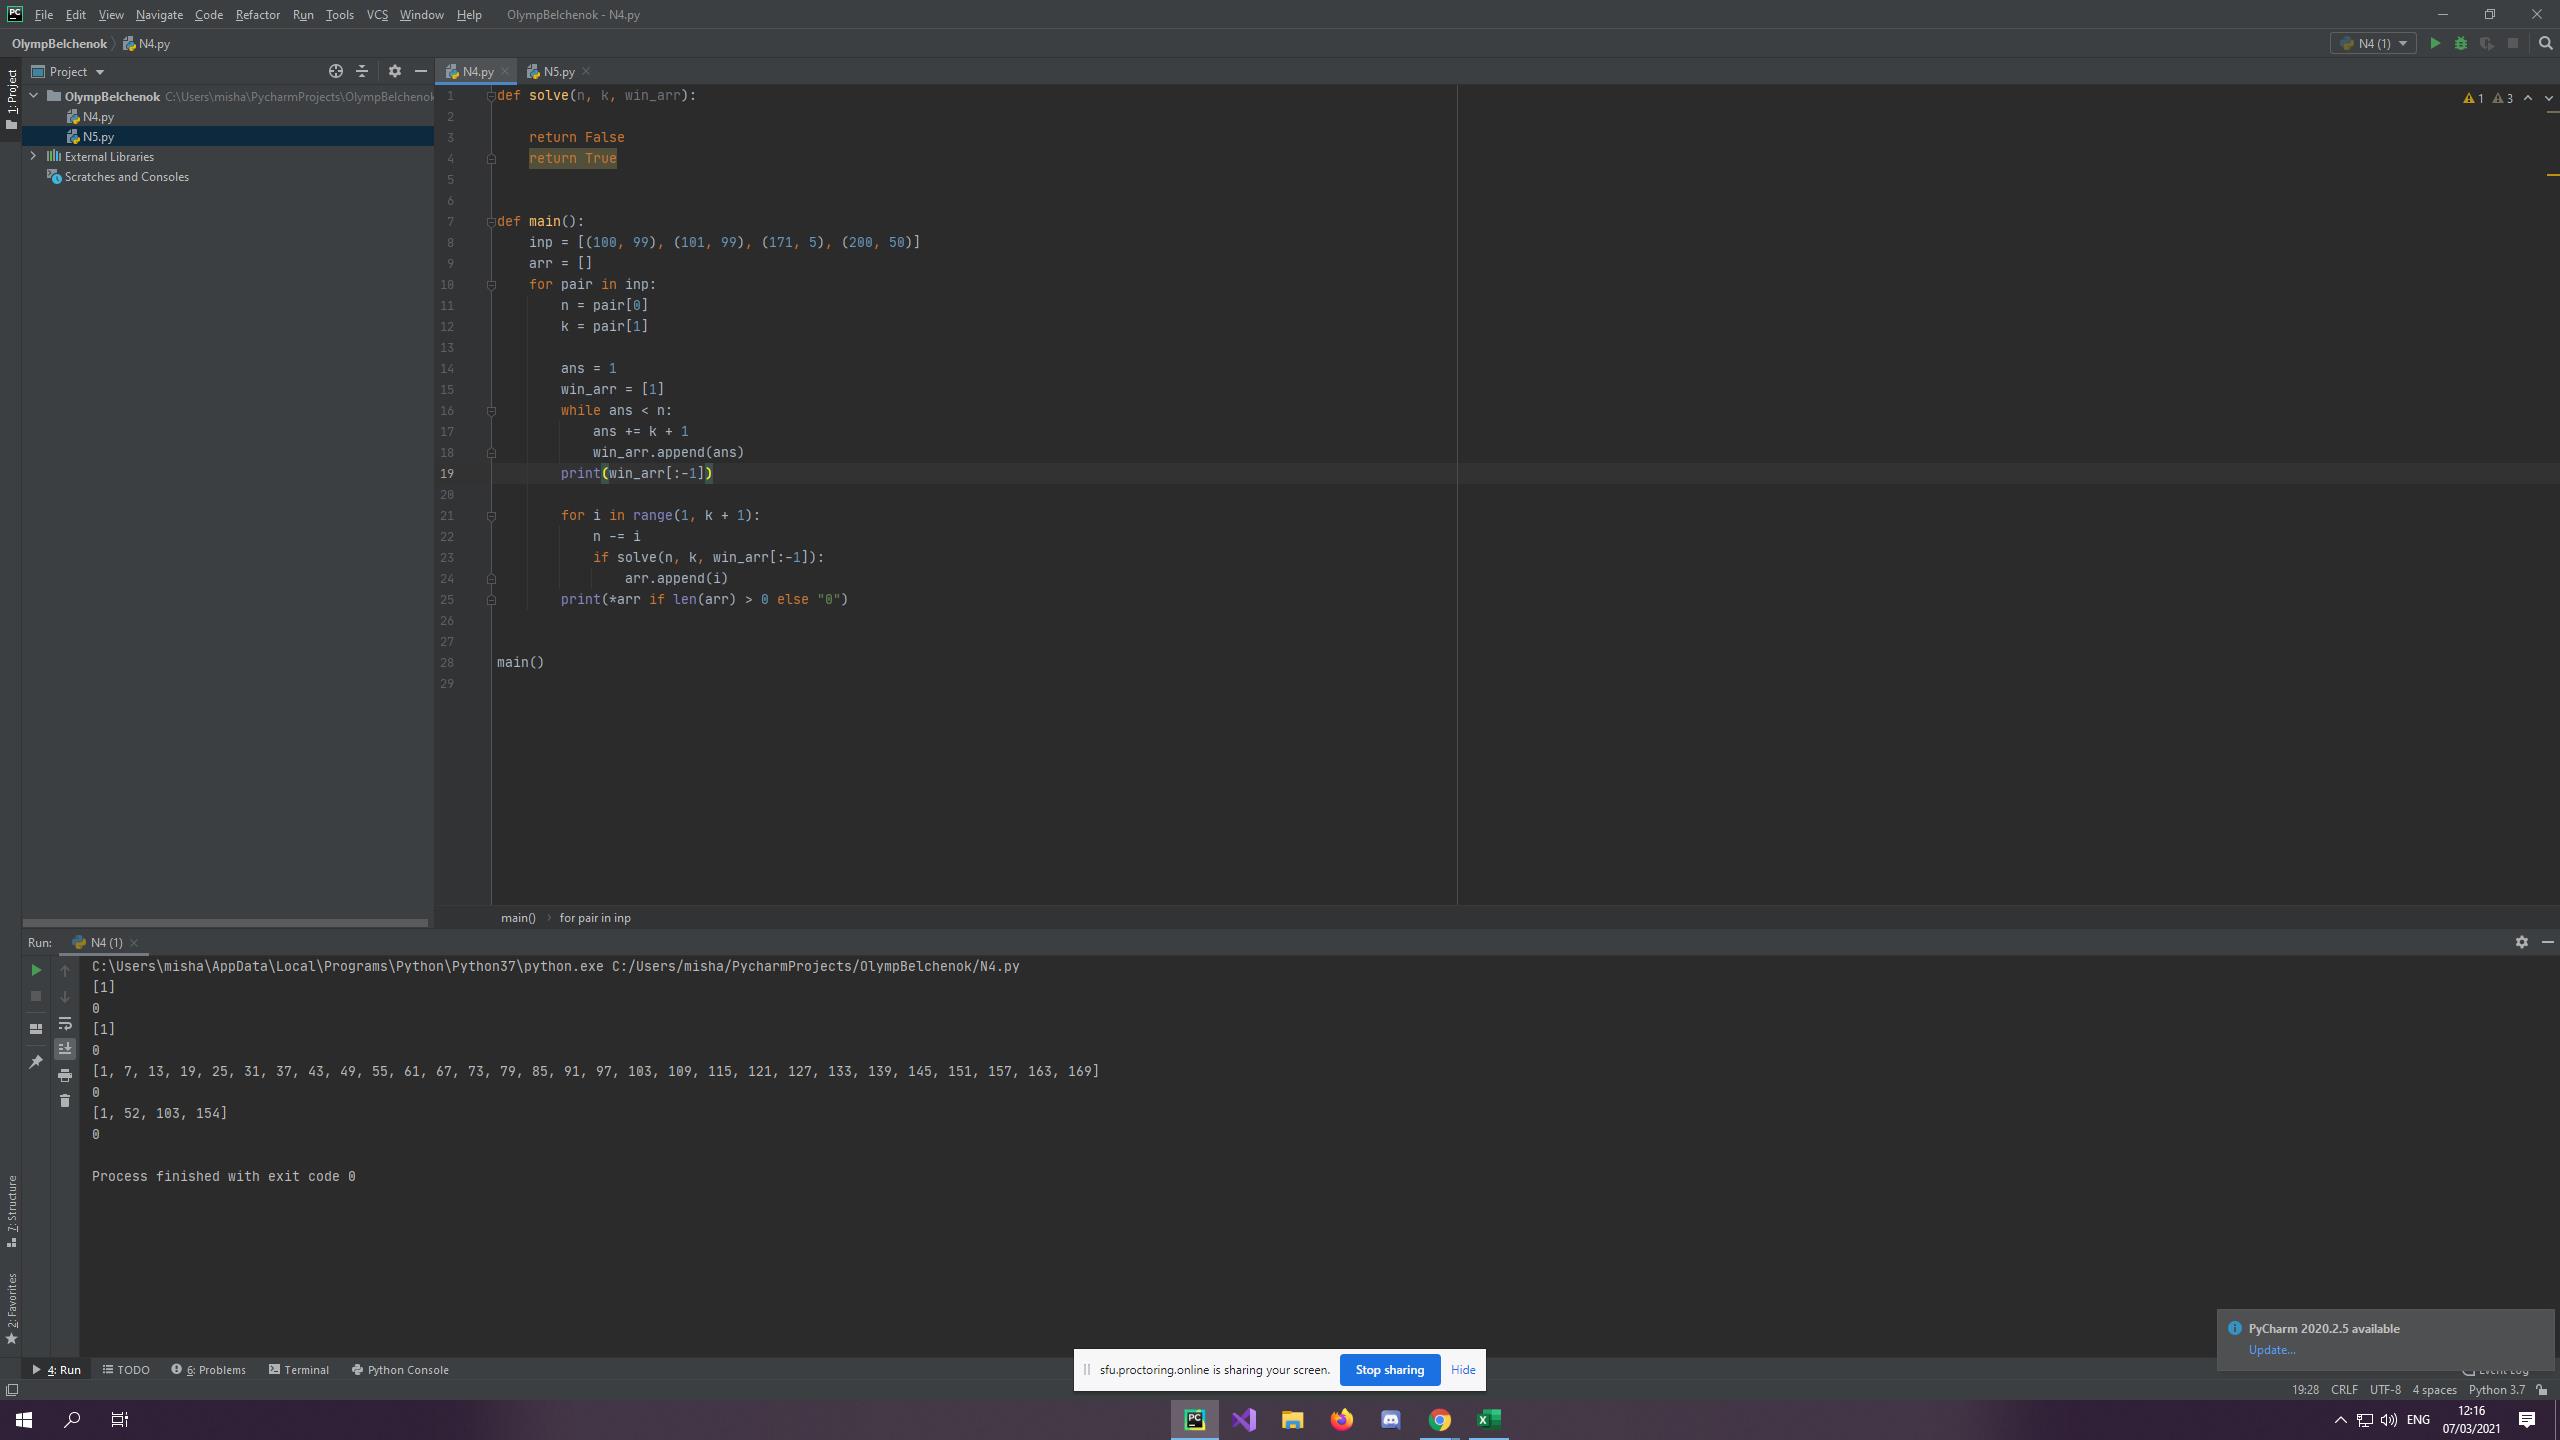 PC File Edit View Navigate Code Refactor Run Tools VCS Window Help OlympBelchenok - N4.py
OlympBelchenok N4.py N4 (1)
1: Project
Project
N4.py N5.py
OlympBelchenok C:\Users\misha\PycharmProjects\OlympBelchenok
N4.py
N5.py
External Libraries
Scratches and Consoles
1 3
1 def solve(n, k, win_arr):
2
3 return False
4 return True
5
6
7 def main():
8 inp = [(100, 99), (101, 99), (171, 5), (200, 50)]
9 arr = []
10 for pair in inp:
11 n = pair[0]
12 k = pair[1]
13
14 ans = 1
15 win_arr = [1]
16 while ans < n:
17 ans += k + 1
18 win_arr.append(ans)
19 print(win_arr[:-1])
20
21 for i in range(1, k + 1):
22 n -= i
23 if solve(n, k, win_arr[:-1]):
24 arr.append(i)
25 print(*arr if len(arr) > 0 else "0")
26
27
28 main()
29
main() for pair in inp
Run: N4 (1)
C:\Users\misha\AppData\Local\Programs\Python\Python37\python.exe C:/Users/misha/PycharmProjects/OlympBelchenok/N4.py
[1]
0
[1]
0
[1, 7, 13, 19, 25, 31, 37, 43, 49, 55, 61, 67, 73, 79, 85, 91, 97, 103, 109, 115, 121, 127, 133, 139, 145, 151, 157, 163, 169]
0
[1, 52, 103, 154]
0
Process finished with exit code 0
7: Structure
2: Favorites
PyCharm 2020.2.5 available
Update...
4: Run TODO 6: Problems Terminal Python Console Event Log
sfu.proctoring.online is sharing your screen. Stop sharing Hide
19:28 CRLF UTF-8 4 spaces Python 3.7
PC
ENG
12:16
07/03/2021